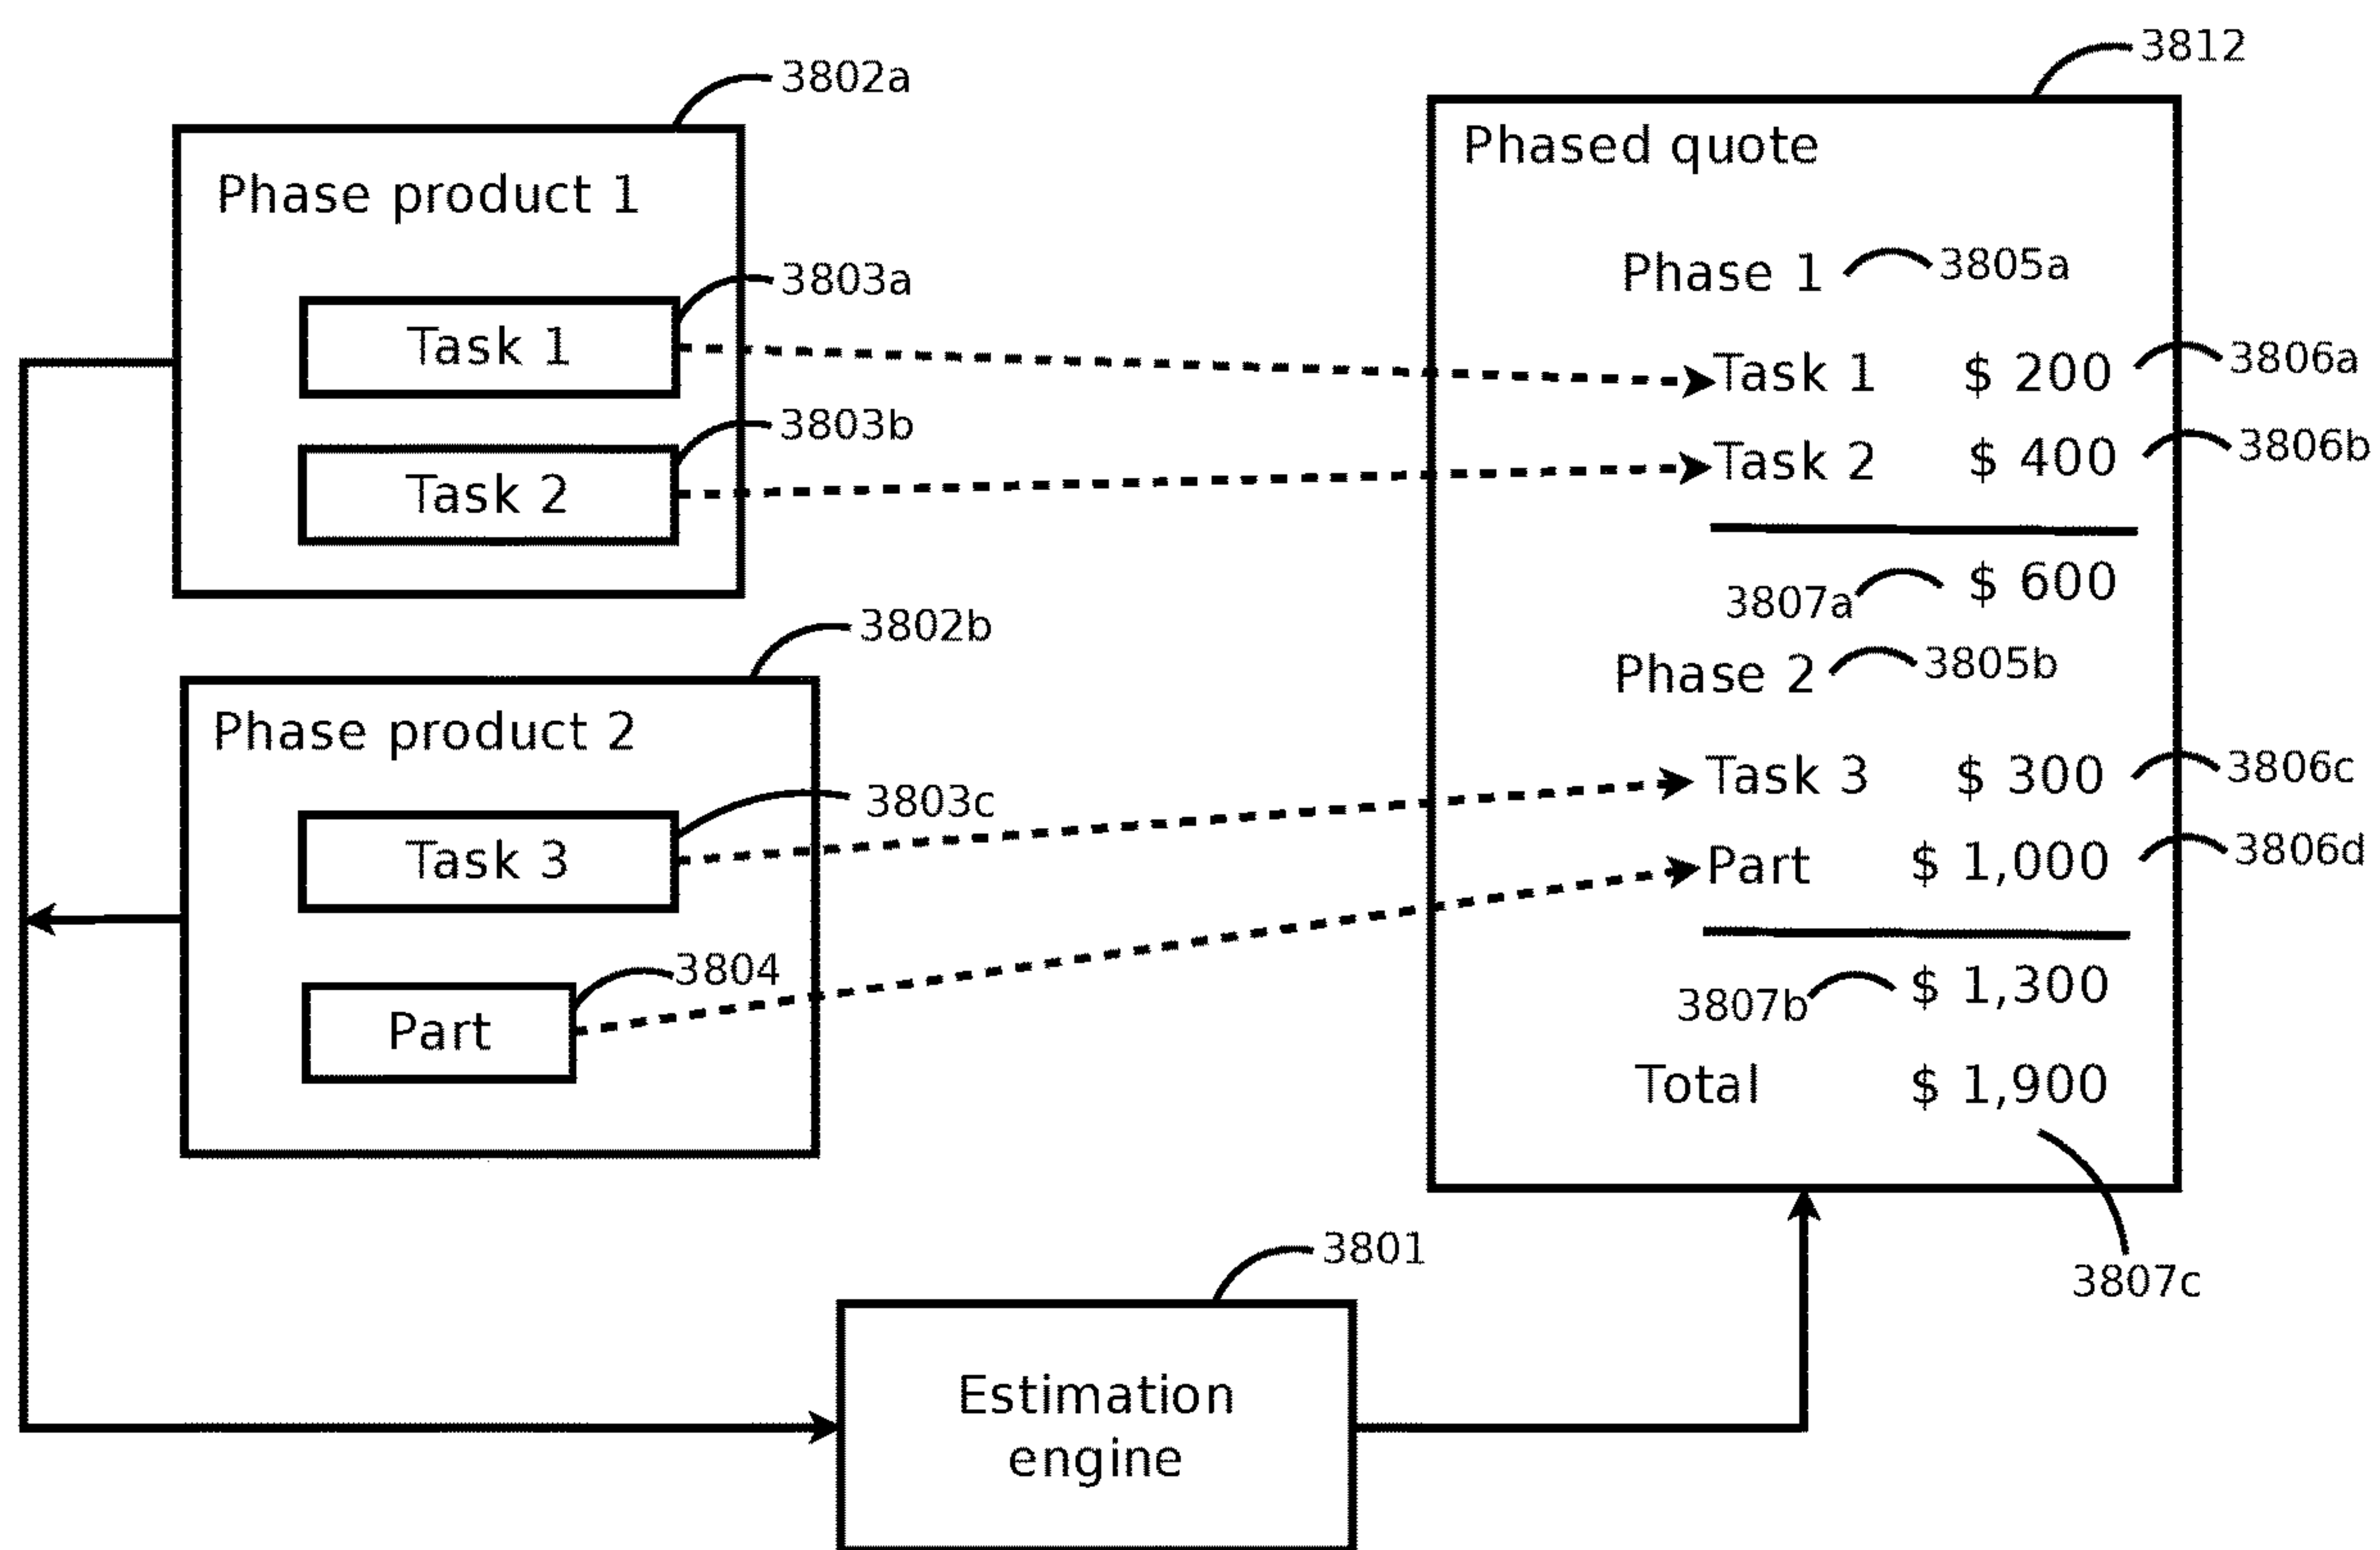 3802a
Phase product 1
3803a
Task 1
3803b
Task 2
3802b
Phase product 2
3803c
Task 3
3804
Part
3812
Phased quote
Phase 1 3805a
Task 1 $ 200 3806a
Task 2 $ 400 3806b
3807a $ 600
Phase 2 3805b
Task 3 $ 300 3806c
Part $ 1,000 3806d
3807b $ 1,300
Total $ 1,900
3807c
3801
Estimation
engine